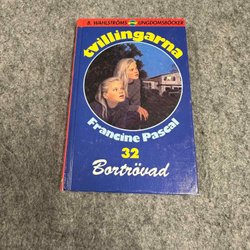 B. WAHLSTRÖMS UNGDOMSBÖCKER
tvillingarna
Francine Pascal
32
Bortrövad